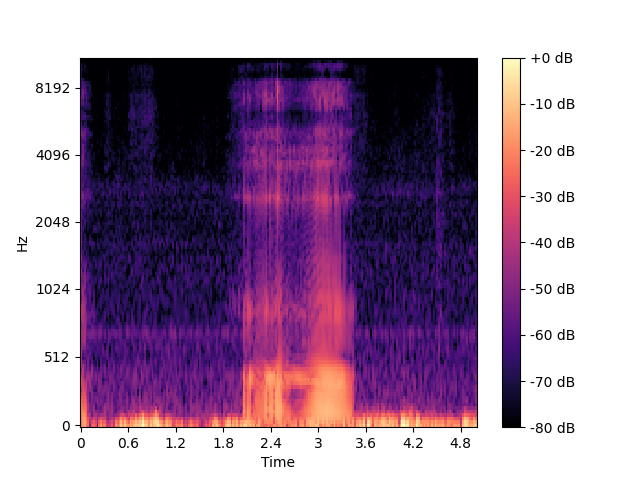 8192
4096
2048
1024
512
0
Hz
0 0.6 1.2 1.8 2.4 3 3.6 4.2 4.8
Time
+0 dB
-10 dB
-20 dB
-30 dB
-40 dB
-50 dB
-60 dB
-70 dB
-80 dB